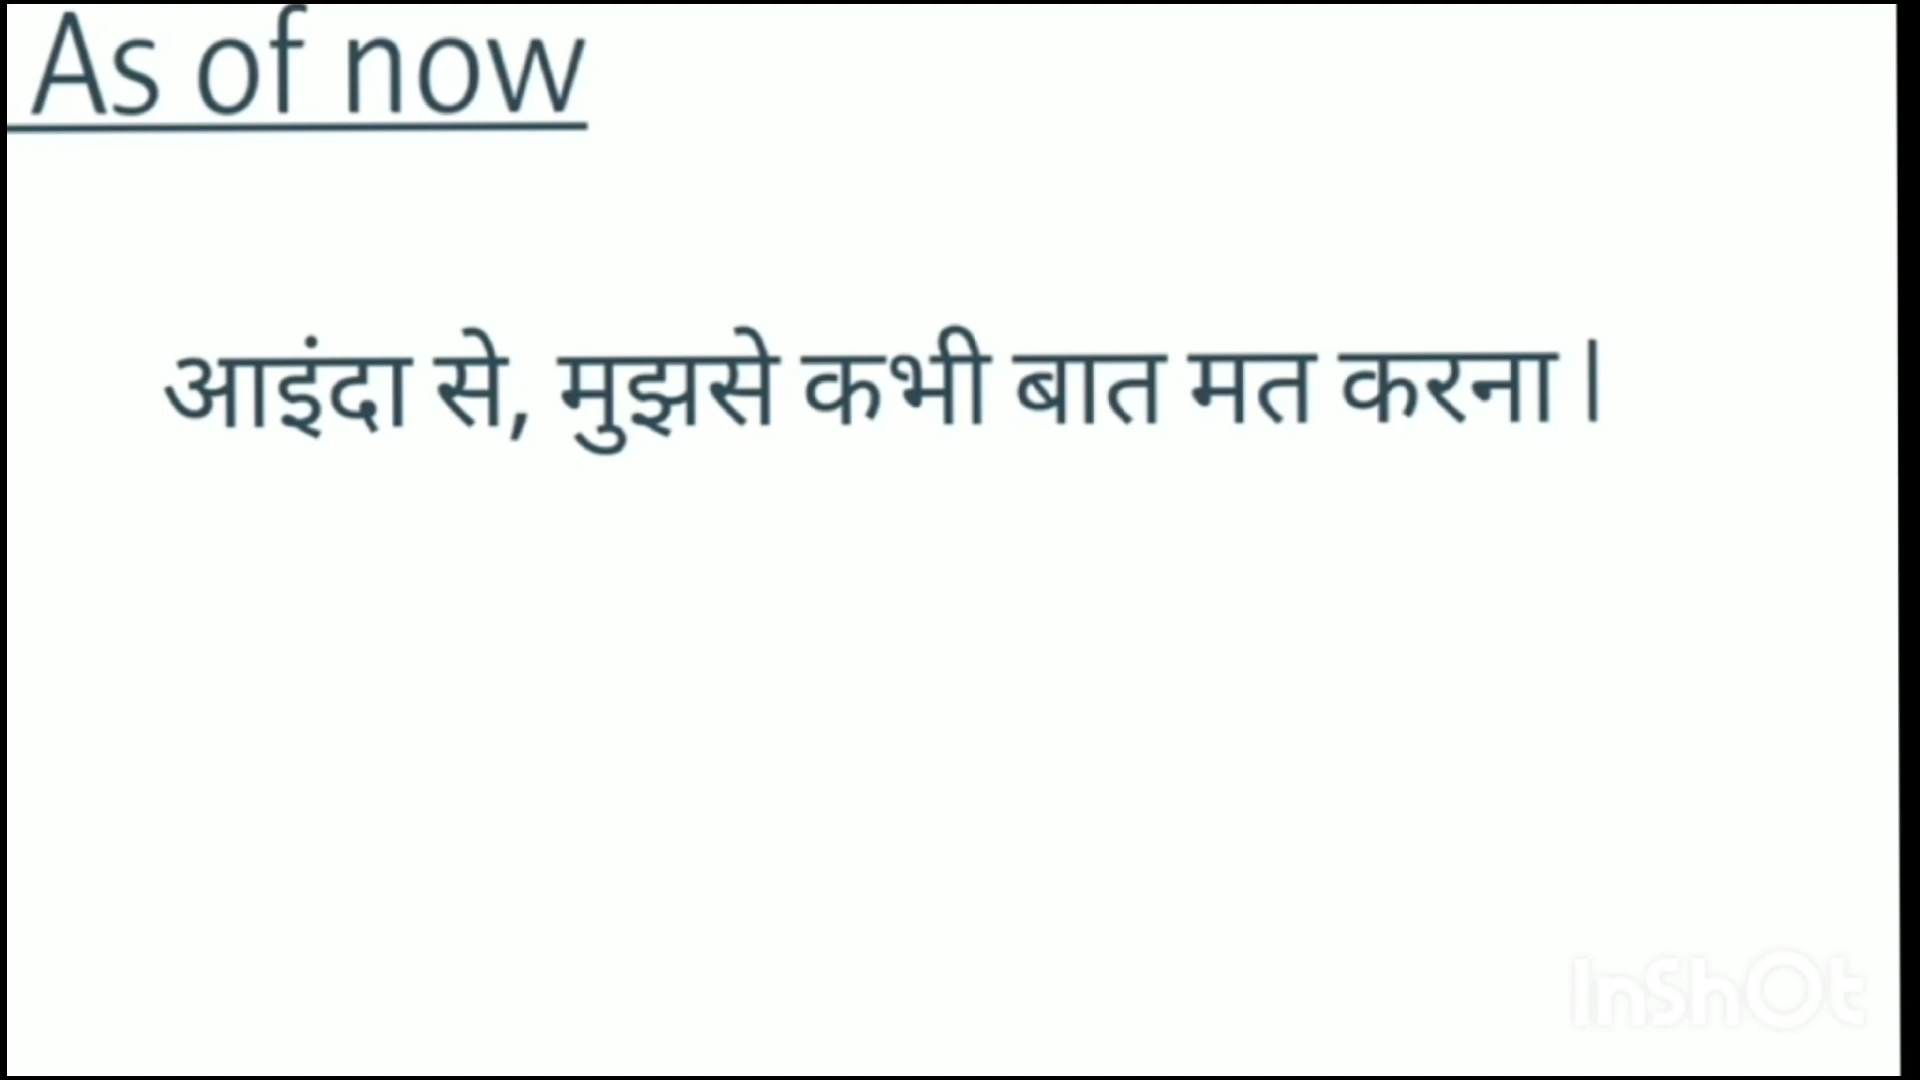 As of now
आइंदा से, मुझसे कभी बात मत करना।
InShOt